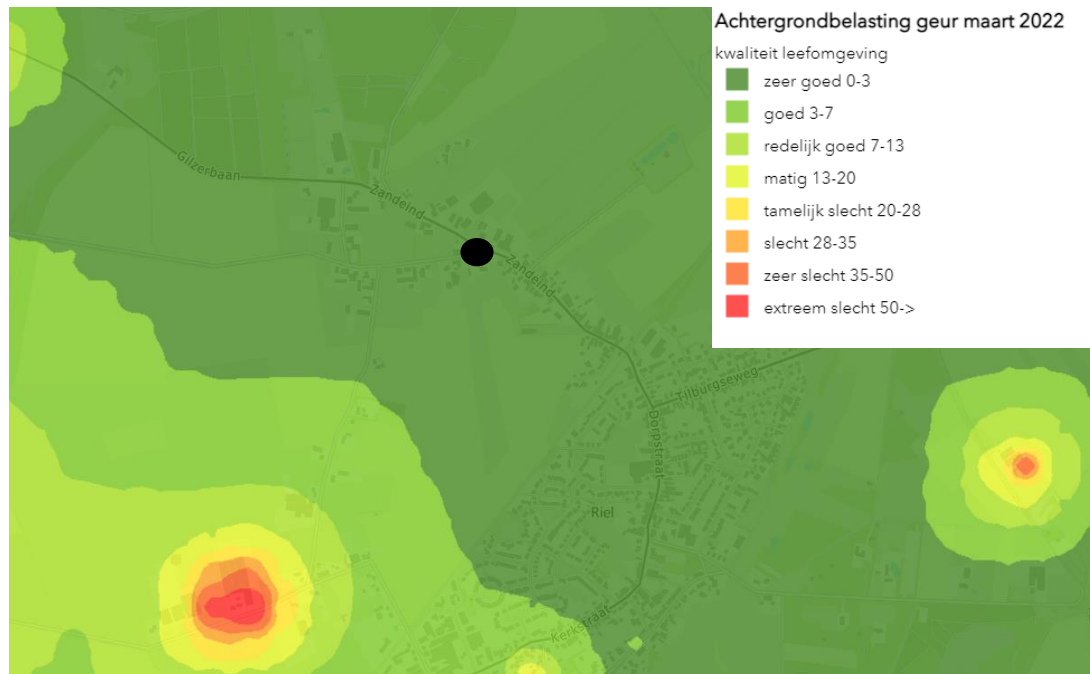 Achtergrondbelasting geur maart 2022
kwaliteit leefomgeving
zeer goed 0-3
goed 3-7
redelijk goed 7-13
matig 13-20
tamelijk slecht 20-28
slecht 28-35
zeer slecht 35-50
extreem slecht 50->
Gilzerbaan
Zandeind
Zandeind
Tilburgseweg
Dorpstraat
Riel
Kerkstraat